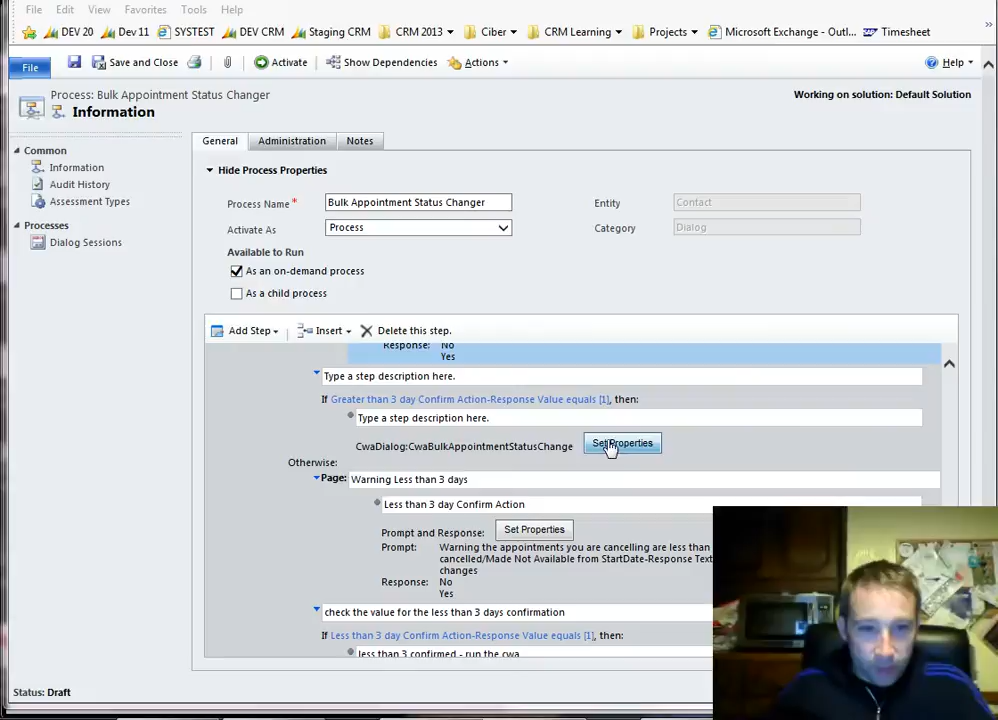 File Edit View Favorites Tools Help
DEV 20 Dev 11 SYSTEST DEV CRM Staging CRM CRM 2013 Ciber CRM Learning Projects Microsoft Exchange - Outl... Timesheet
File Save and Close Activate Show Dependencies Actions Help
Process: Bulk Appointment Status Changer
Information
Working on solution: Default Solution
Common
Information
Audit History
Assessment Types
Processes
Dialog Sessions
General Administration Notes
Hide Process Properties
Process Name* Bulk Appointment Status Changer Entity Contact
Activate As Process Category Dialog
Available to Run
As an on-demand process
As a child process
Add Step Insert Delete this step.
Response: No
Yes
Type a step description here.
If Greater than 3 day Confirm Action-Response Value equals [1], then:
Type a step description here.
CwaDialog:CwaBulkAppointmentStatusChange Set Properties
Otherwise:
Page: Warning Less than 3 days
Less than 3 day Confirm Action
Prompt and Response: Set Properties
Prompt: Warning the appointments you are cancelling are less than
cancelled/Made Not Available from StartDate-Response Text
changes
Response: No
Yes
check the value for the less than 3 days confirmation
If Less than 3 day Confirm Action-Response Value equals [1], then:
less than 3 confirmed - run the cwa
Status: Draft